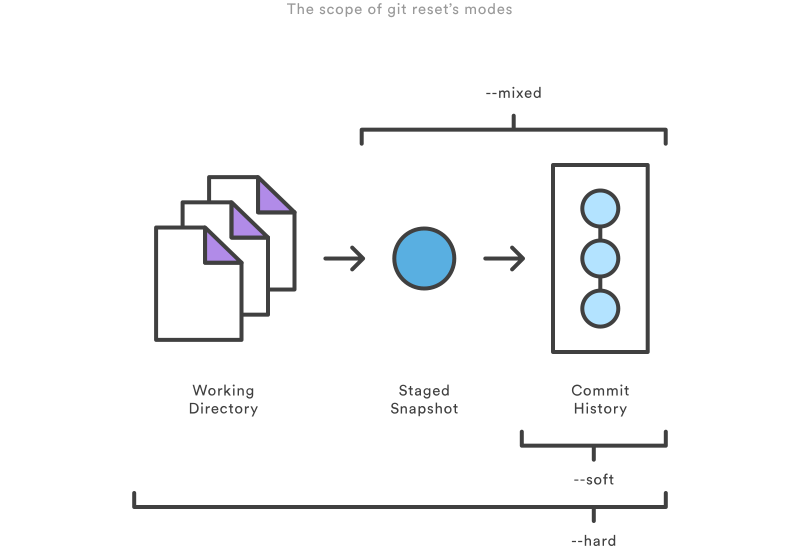 The scope of git reset’s modes
--mixed
Working
Directory
Staged
Snapshot
Commit
History
--soft
--hard